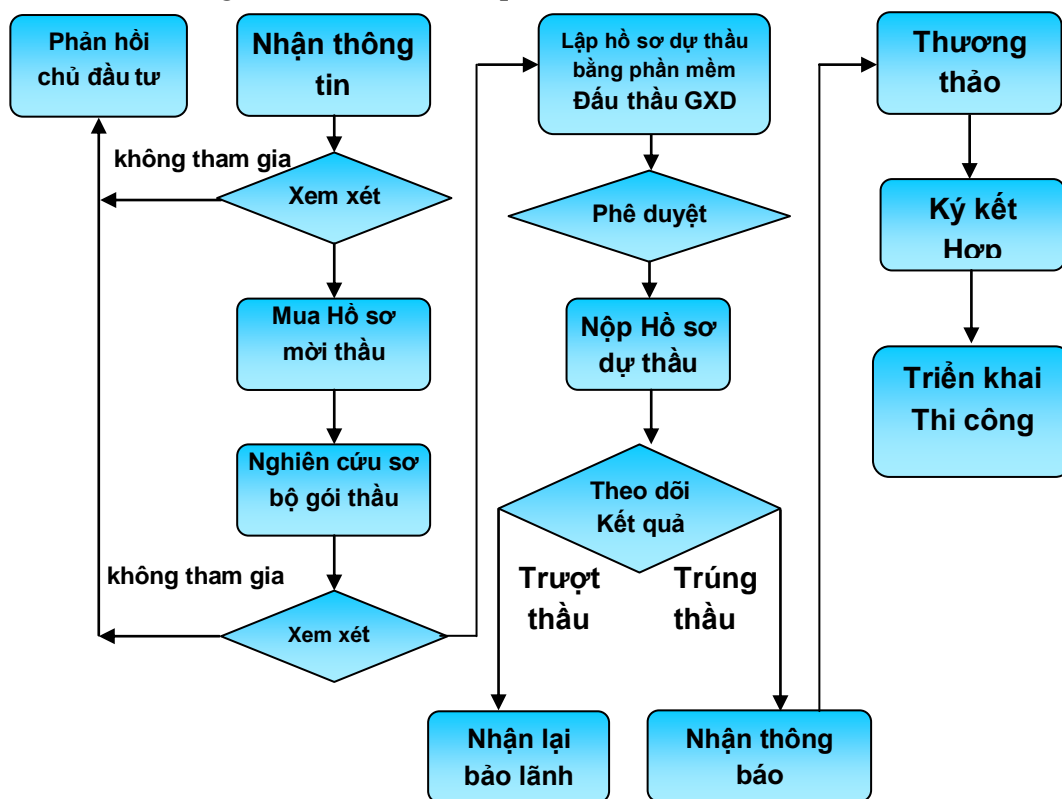 Phản hồi
chủ đầu tư
Nhận thông
tin
không tham gia
Xem xét
Mua Hồ sơ
mời thầu
Nghiên cứu sơ
bộ gói thầu
không tham gia
Xem xét
Lập hồ sơ dự thầu
bằng phần mềm
Đấu thầu GXD
Phê duyệt
Nộp Hồ sơ
dự thầu
Theo dõi
Kết quả
Trượt
thầu
Trúng
thầu
Nhận lại
bảo lãnh
Nhận thông
báo
Thương
thảo
Ký kết
Hợp
Triển khai
Thi công